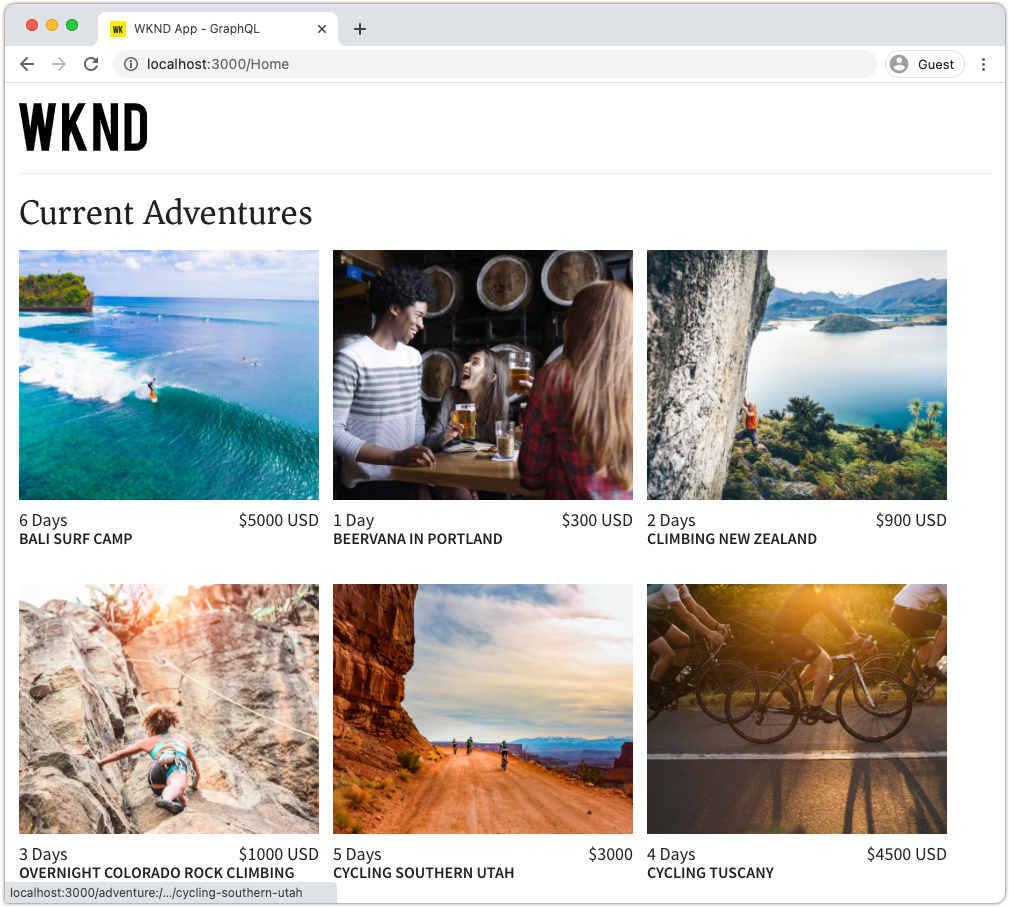 WK WKND App - GraphQL
localhost:3000/Home
Guest
WKND
Current Adventures
6 Days $5000 USD
BALI SURF CAMP
1 Day $300 USD
BEERVANA IN PORTLAND
2 Days $900 USD
CLIMBING NEW ZEALAND
3 Days $1000 USD
OVERNIGHT COLORADO ROCK CLIMBING
5 Days $3000
CYCLING SOUTHERN UTAH
4 Days $4500 USD
CYCLING TUSCANY
localhost:3000/adventure:/.../cycling-southern-utah